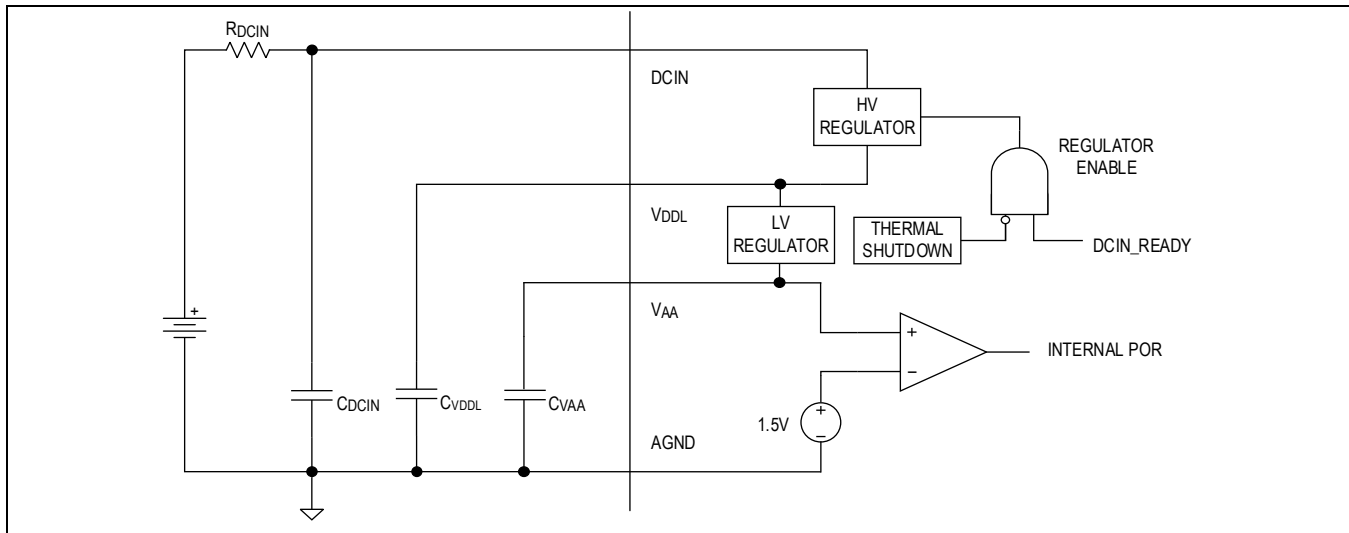 RDCIN
DCIN
HV
REGULATOR
REGULATOR
ENABLE
VDDL
LV
REGULATOR
THERMAL
SHUTDOWN
DCIN_READY
VAA
+
−
INTERNAL POR
+
CDCIN
CVDDL
CVAA
1.5V
+
−
AGND